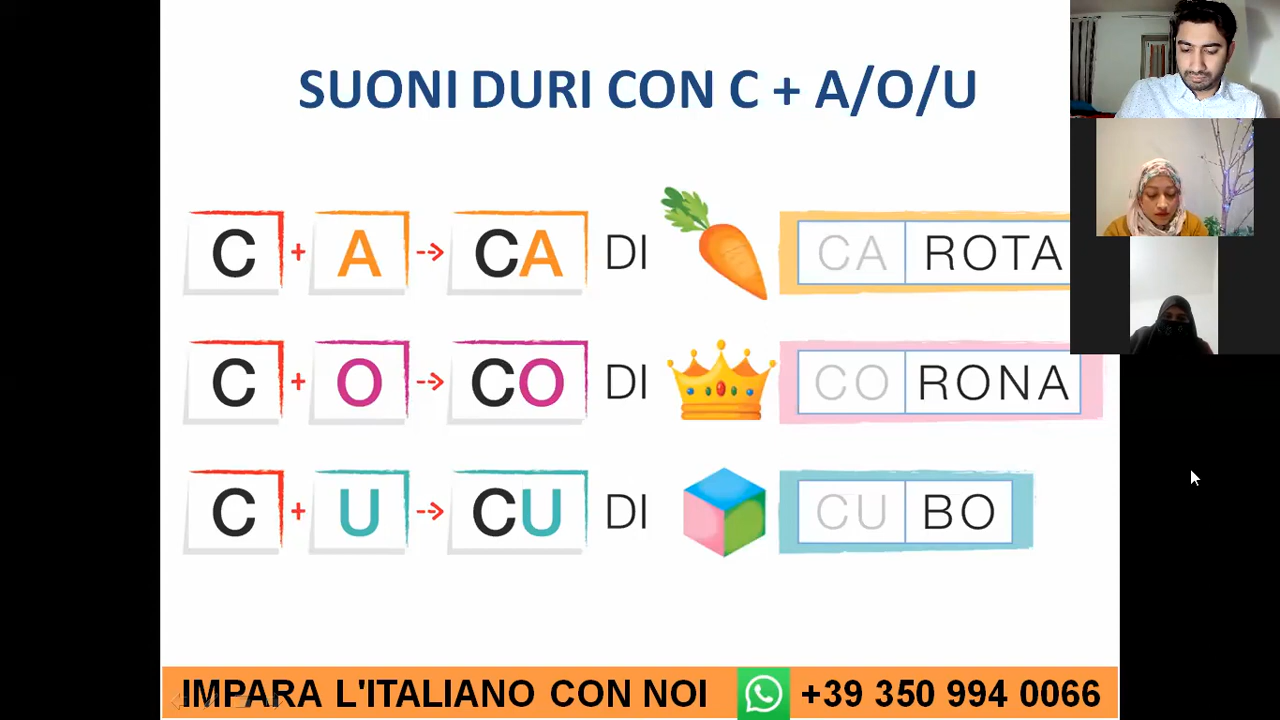 SUONI DURI CON C + A/O/U
C + A → CA DI CA ROTA
C + O → CO DI CO RONA
C + U → CU DI CU BO
IMPARA L'ITALIANO CON NOI +39 350 994 0066